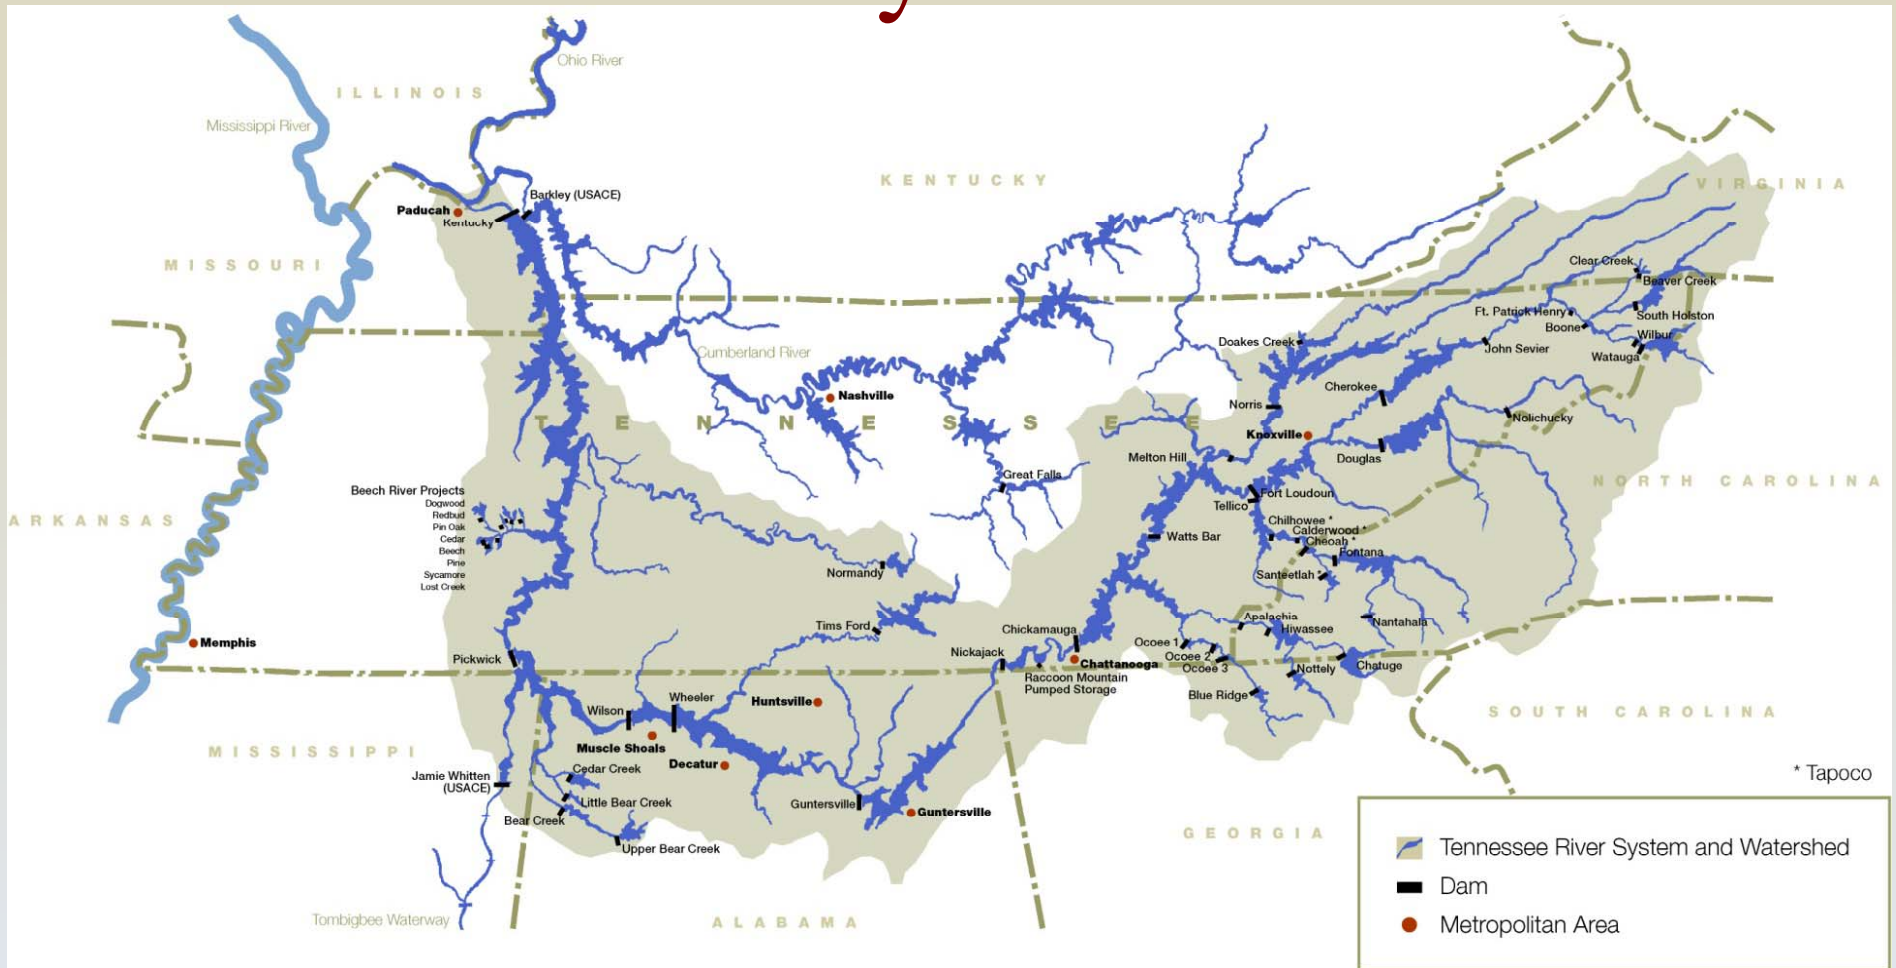 Ohio River
ILLINOIS
Mississippi River
KENTUCKY
VIRGINIA
Barkley (USACE)
Paducah
Kentucky
MISSOURI
Clear Creek
Beaver Creek
Ft. Patrick Henry
South Holston
Boone
Wilbur
Doakes Creek
John Sevier
Watauga
Cumberland River
Cherokee
Nashville
Norris
TENNESSEE
Nolichucky
Knoxville
Melton Hill
Douglas
Great Falls
NORTH CAROLINA
Beech River Projects
Dogwood
Redbud
Pin Oak
Cedar
Beech
Pine
Sycamore
Lost Creek
Fort Loudoun
Tellico
ARKANSAS
Chilhowee *
Calderwood *
Cheoah *
Watts Bar
Fontana
Normandy
Santeetlah *
Apalachia
Nantahala
Tims Ford
Chickamauga
Hiwassee
Memphis
Ocoee 1
Pickwick
Nickajack
Ocoee 2
Chattanooga
Ocoee 3
Nottely
Chatuge
Raccoon Mountain
Pumped Storage
Blue Ridge
Wheeler
Huntsville
Wilson
SOUTH CAROLINA
Muscle Shoals
MISSISSIPPI
Decatur
Cedar Creek
Jamie Whitten
(USACE)
* Tapoco
Little Bear Creek
Guntersville
Guntersville
Bear Creek
GEORGIA
Upper Bear Creek
Tombigbee Waterway
ALABAMA
Tennessee River System and Watershed
Dam
Metropolitan Area